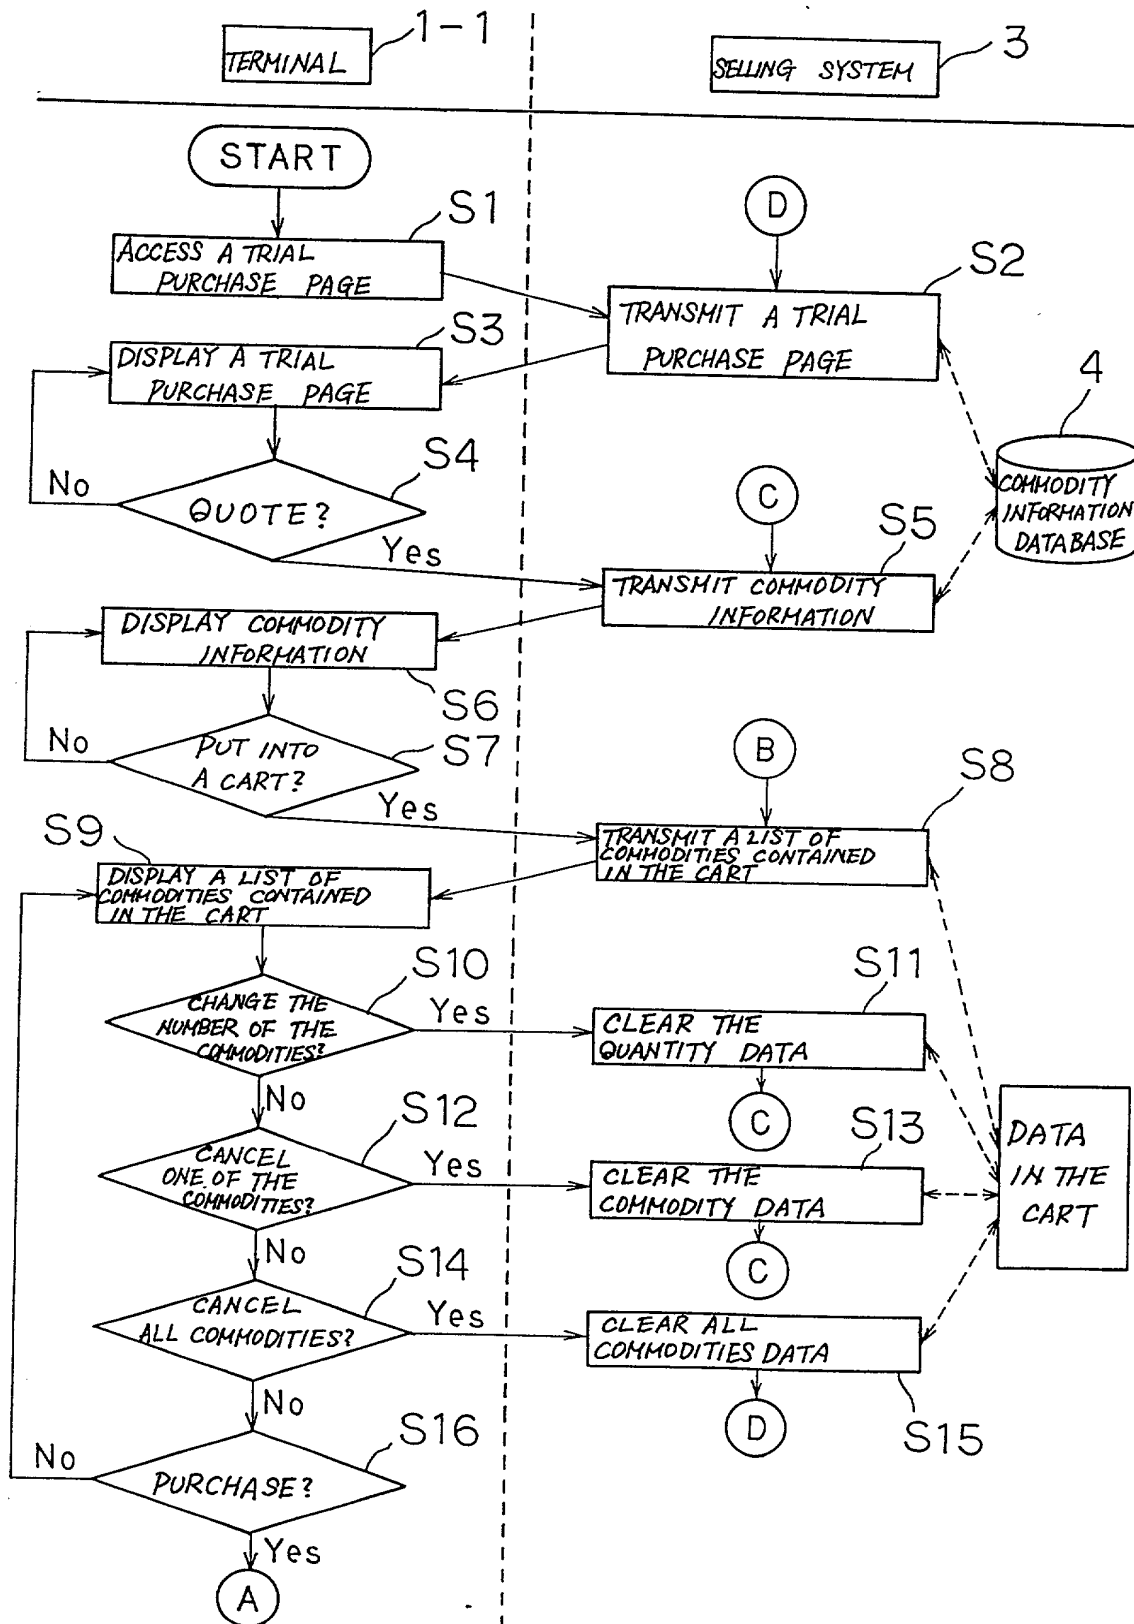 TERMINAL
1-1
SELLING SYSTEM
3
START
S1
ACCESS A TRIAL
PURCHASE PAGE
D
S2
TRANSMIT A TRIAL
PURCHASE PAGE
S3
DISPLAY A TRIAL
PURCHASE PAGE
4
COMMODITY
INFORMATION
DATABASE
S4
No
QUOTE?
Yes
C
S5
TRANSMIT COMMODITY
INFORMATION
DISPLAY COMMODITY
INFORMATION
S6
No
PUT INTO
A CART?
S7
Yes
B
S8
TRANSMIT A LIST OF
COMMODITIES CONTAINED
IN THE CART
S9
DISPLAY A LIST OF
COMMODITIES CONTAINED
IN THE CART
S10
CHANGE THE
NUMBER OF THE
COMMODITIES?
Yes
No
S11
CLEAR THE
QUANTITY DATA
C
S12
CANCEL
ONE OF THE
COMMODITIES?
Yes
No
S13
CLEAR THE
COMMODITY DATA
C
DATA
IN THE
CART
S14
CANCEL
ALL COMMODITIES?
Yes
No
CLEAR ALL
COMMODITIES DATA
S15
D
S16
No
PURCHASE?
Yes
A